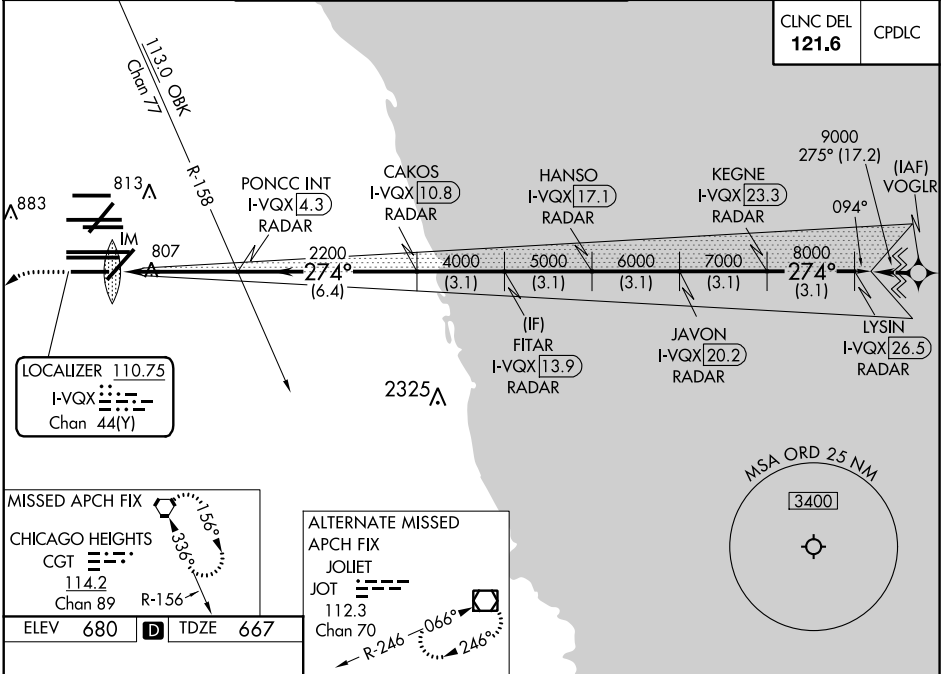 CLNC DEL
121.6
CPDLC
113.0 OBK
Chan 77
R-158
9000
275° (17.2)
(IAF)
VOGLR
094°
883
813
IM
807
PONCC INT
I-VQX 4.3
RADAR
CAKOS
I-VQX 10.8
RADAR
HANSO
I-VQX 17.1
RADAR
KEGNE
I-VQX 23.3
RADAR
2200
274°
(6.4)
4000
(3.1)
5000
(3.1)
6000
(3.1)
7000
(3.1)
8000
274°
(3.1)
(IF)
FITAR
I-VQX 13.9
RADAR
JAVON
I-VQX 20.2
RADAR
LYSIN
I-VQX 26.5
RADAR
LOCALIZER 110.75
I-VQX
Chan 44(Y)
2325
MSA ORD 25 NM
3400
MISSED APCH FIX
CHICAGO HEIGHTS
CGT
114.2
Chan 89
R-156
336°
156°
ALTERNATE MISSED
APCH FIX
JOLIET
JOT
112.3
Chan 70
R-246
066°
246°
ELEV 680 D TDZE 667